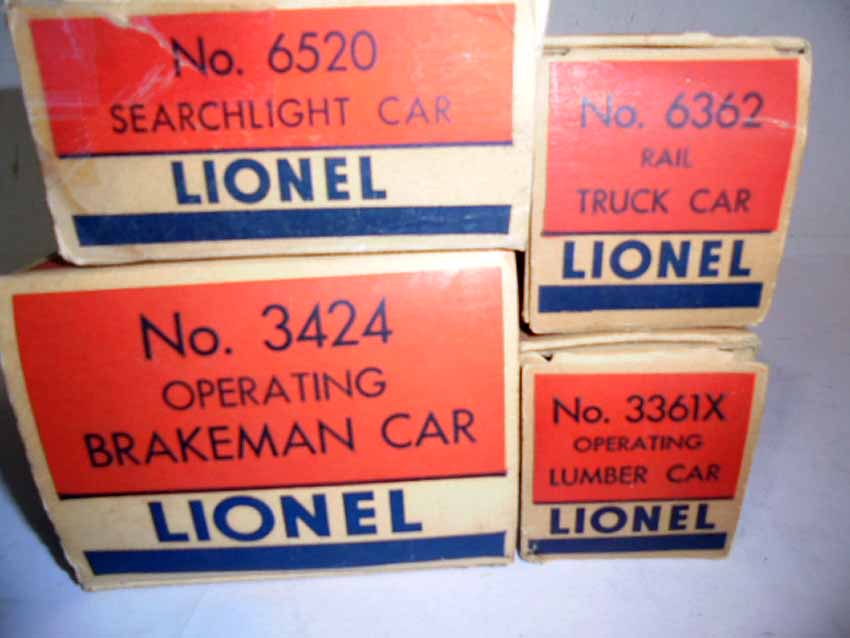 No. 6520
SEARCHLIGHT CAR
LIONEL
No. 6362
RAIL
TRUCK CAR
LIONEL
No. 3424
OPERATING
BRAKEMAN CAR
LIONEL
No. 3361X
OPERATING
LUMBER CAR
LIONEL